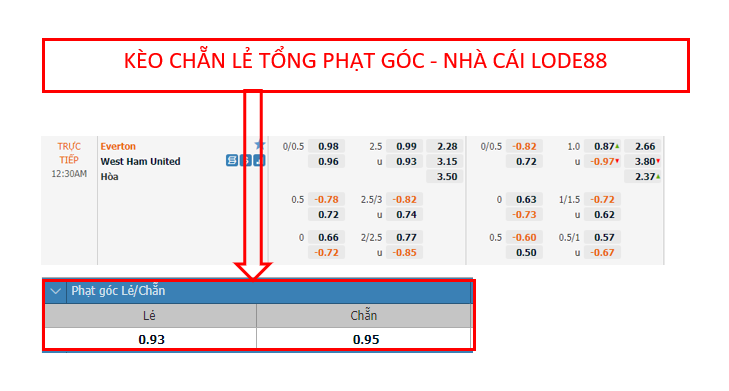 KÈO CHẴN LẺ TỔNG PHẠT GÓC - NHÀ CÁI LODE88
TRỰC TIẾP 12:30AM
Everton 0/0.5 0.98 2.5 0.99 2.28 0/0.5 -0.82 1.0 0.87 2.66
West Ham United 0.96 u 0.93 3.15 0.72 u -0.97 3.80
Hòa 3.50 2.37
0.5 -0.78 2.5/3 -0.82 0 0.63 1/1.5 -0.72
0.72 u 0.74 -0.73 u 0.62
0 0.66 2/2.5 0.77 0.5 -0.60 0.5/1 0.57
-0.72 u -0.85 0.50 u -0.67
Phạt góc Lẻ/Chẵn
Lẻ Chẵn
0.93 0.95